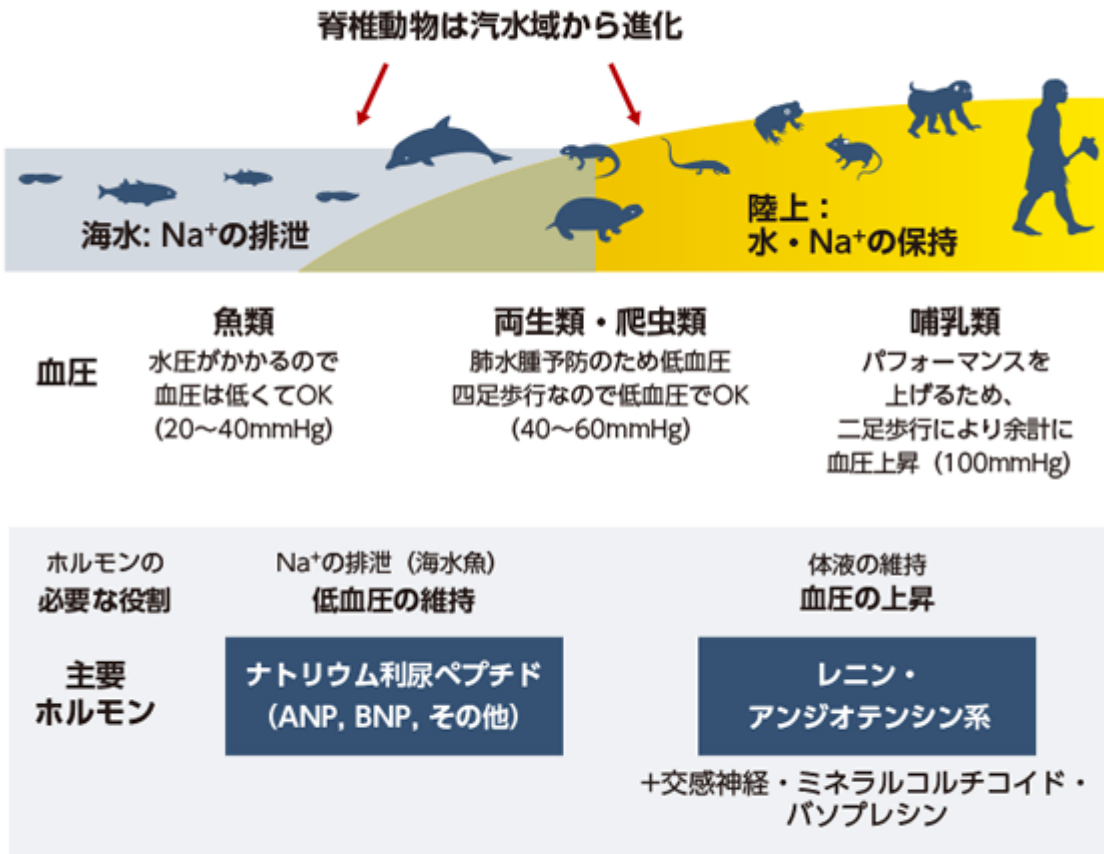 脊椎動物は汽水域から進化
海水: Na⁺の排泄
陸上：
水・Na⁺の保持
血圧
魚類
水圧がかかるので
血圧は低くてOK
(20〜40mmHg)
両生類・爬虫類
肺水腫予防のため低血圧
四足歩行なので低血圧でOK
(40〜60mmHg)
哺乳類
パフォーマンスを
上げるため、
二足歩行により余計に
血圧上昇（100mmHg）
ホルモンの
必要な役割
Na⁺の排泄（海水魚）
低血圧の維持
体液の維持
血圧の上昇
主要
ホルモン
ナトリウム利尿ペプチド
（ANP, BNP, その他）
レニン・
アンジオテンシン系
＋交感神経・ミネラルコルチコイド・
バソプレシン